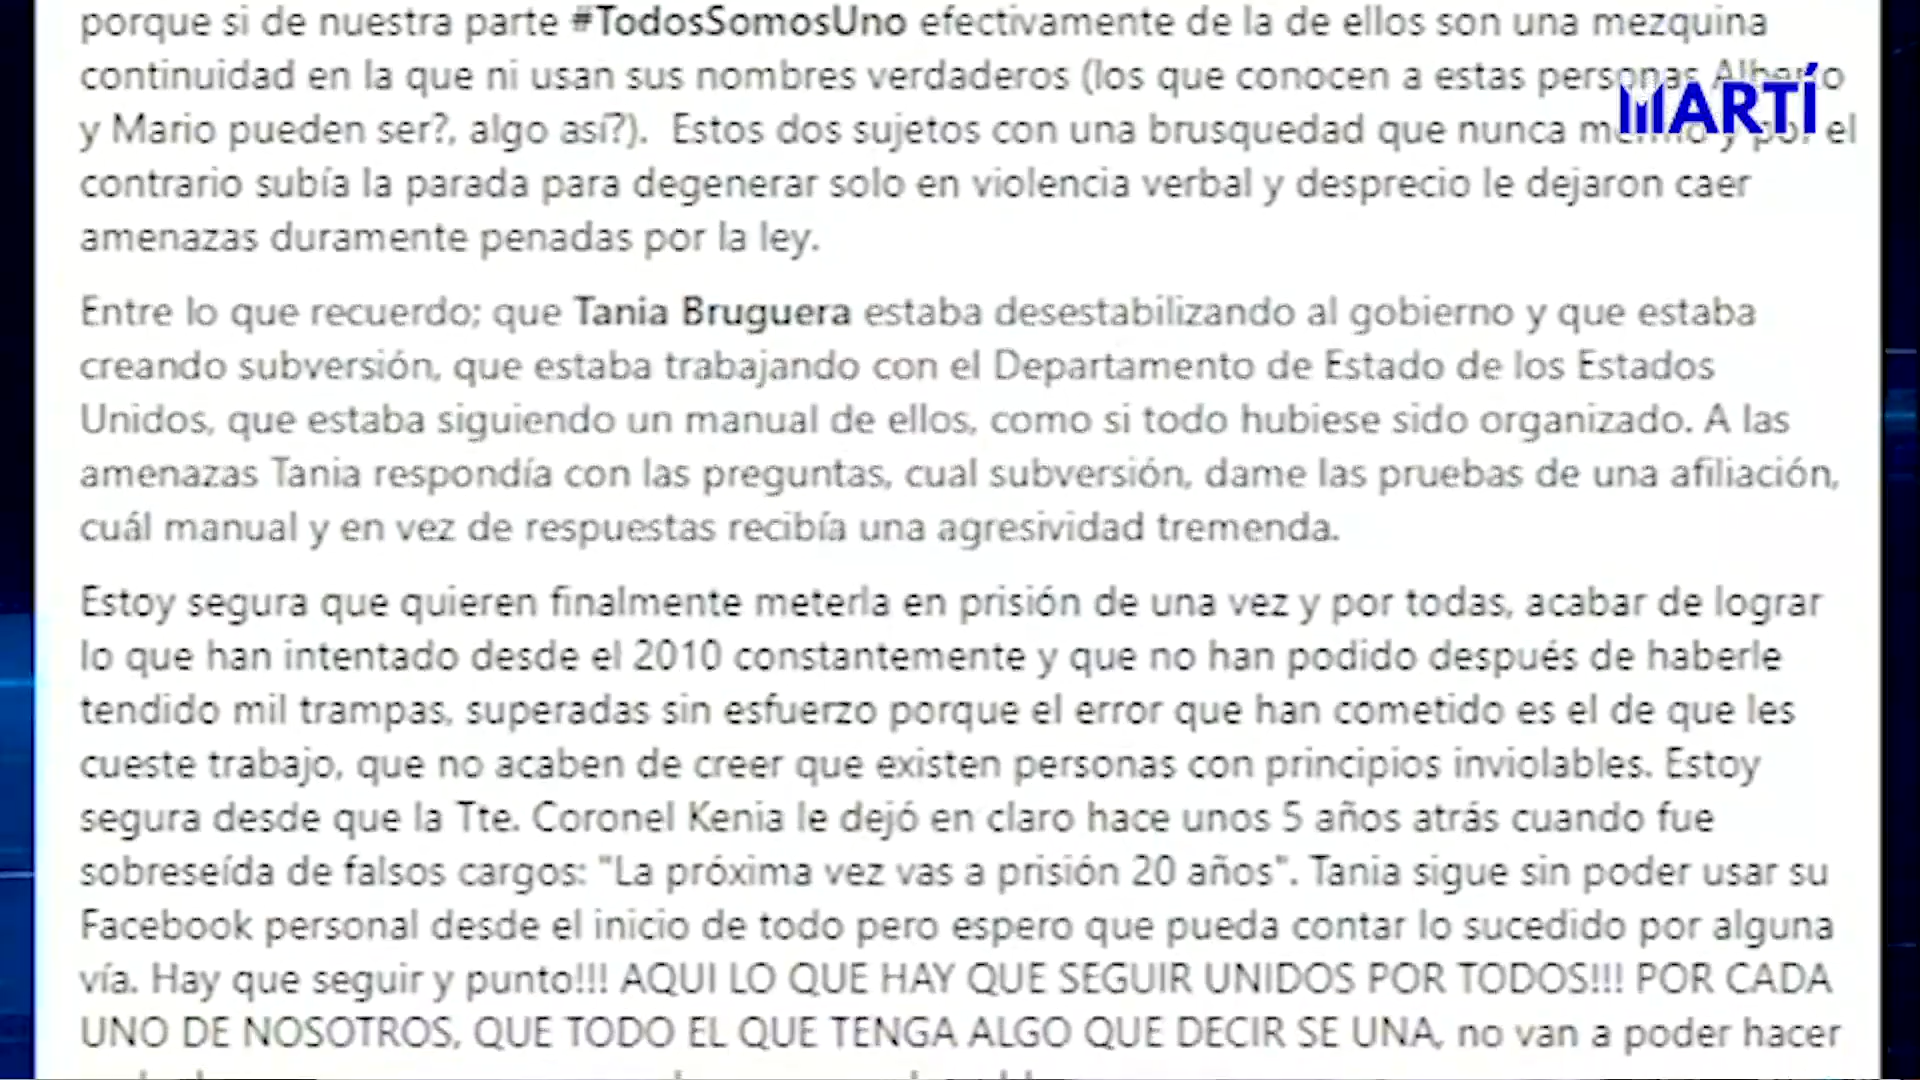 porque si de nuestra parte #TodosSomosUno efectivamente de la de ellos son una mezquina
continuidad en la que ni usan sus nombres verdaderos (los que conocen a estas personas Alberto
MARTÍ
y Mario pueden ser?, algo así?). Estos dos sujetos con una brusquedad que nunca mermó y por el
contrario subía la parada para degenerar solo en violencia verbal y desprecio le dejaron caer
amenazas duramente penadas por la ley.
Entre lo que recuerdo; que Tania Bruguera estaba desestabilizando al gobierno y que estaba
creando subversión, que estaba trabajando con el Departamento de Estado de los Estados
Unidos, que estaba siguiendo un manual de ellos, como si todo hubiese sido organizado. A las
amenazas Tania respondía con las preguntas, cual subversión, dame las pruebas de una afiliación,
cuál manual y en vez de respuestas recibía una agresividad tremenda.
Estoy segura que quieren finalmente meterla en prisión de una vez y por todas, acabar de lograr
lo que han intentado desde el 2010 constantemente y que no han podido después de haberle
tendido mil trampas, superadas sin esfuerzo porque el error que han cometido es el de que les
cueste trabajo, que no acaben de creer que existen personas con principios inviolables. Estoy
segura desde que la Tte. Coronel Kenia le dejó en claro hace unos 5 años atrás cuando fue
sobreseída de falsos cargos: "La próxima vez vas a prisión 20 años". Tania sigue sin poder usar su
Facebook personal desde el inicio de todo pero espero que pueda contar lo sucedido por alguna
vía. Hay que seguir y punto!!! AQUI LO QUE HAY QUE SEGUIR UNIDOS POR TODOS!!! POR CADA
UNO DE NOSOTROS, QUE TODO EL QUE TENGA ALGO QUE DECIR SE UNA, no van a poder hacer